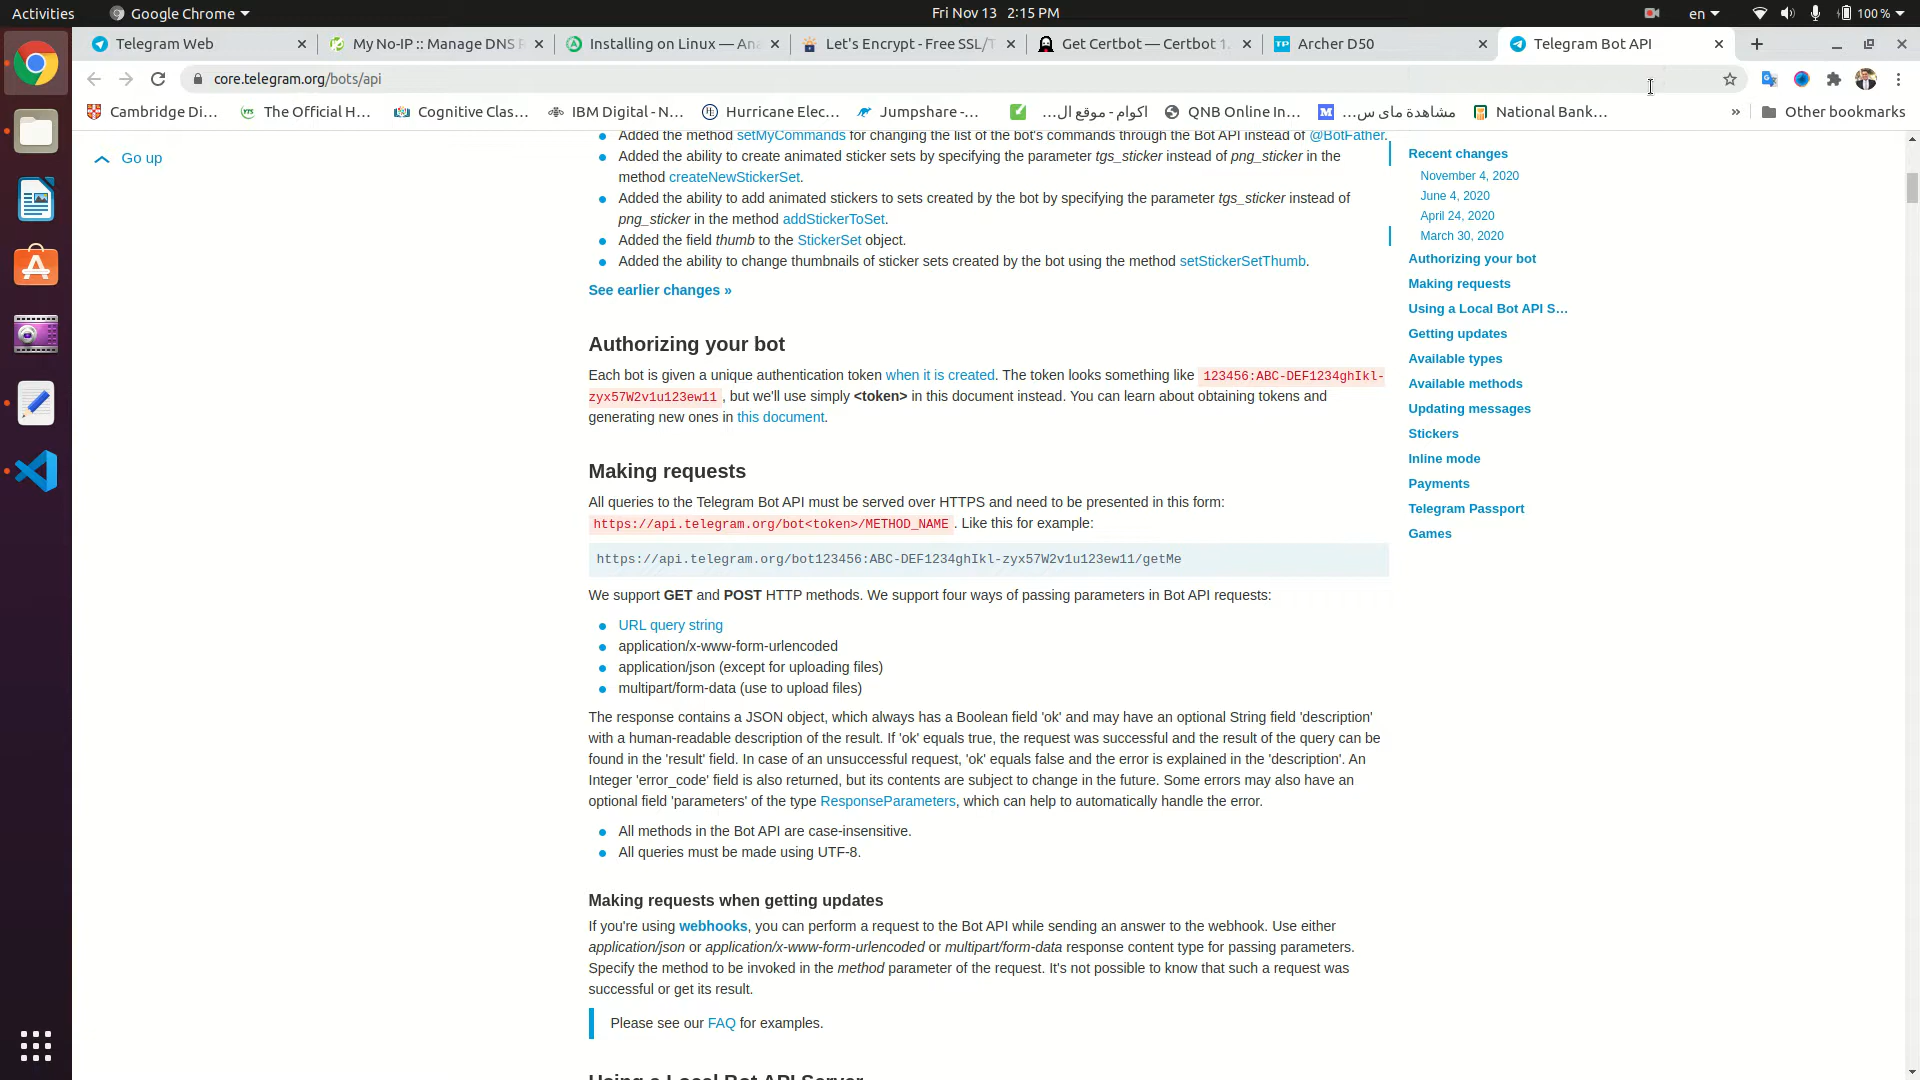 Activities
Google Chrome
Fri Nov 13 2:15 PM
en
100 %
Telegram Web
My No-IP :: Manage DNS
Installing on Linux — Ana
Let's Encrypt - Free SSL/T
Get Certbot — Certbot 1.
Archer D50
Telegram Bot API
core.telegram.org/bots/api
Cambridge Di...
The Official H...
Cognitive Clas...
IBM Digital - N...
Hurricane Elec...
Jumpshare -...
اكوام - موقع ال...
QNB Online In...
مشاهدة ماى س...
National Bank...
»
Other bookmarks
Go up
Added the method setMyCommands for changing the list of the bot's commands through the Bot API instead of @BotFather.
Added the ability to create animated sticker sets by specifying the parameter tgs_sticker instead of png_sticker in the
method createNewStickerSet.
Added the ability to add animated stickers to sets created by the bot by specifying the parameter tgs_sticker instead of
png_sticker in the method addStickerToSet.
Added the field thumb to the StickerSet object.
Added the ability to change thumbnails of sticker sets created by the bot using the method setStickerSetThumb.
See earlier changes »
Authorizing your bot
Each bot is given a unique authentication token when it is created. The token looks something like 123456:ABC-DEF1234ghIkl-
zyx57W2v1u123ew11, but we'll use simply <token> in this document instead. You can learn about obtaining tokens and
generating new ones in this document.
Making requests
All queries to the Telegram Bot API must be served over HTTPS and need to be presented in this form:
https://api.telegram.org/bot<token>/METHOD_NAME. Like this for example:
https://api.telegram.org/bot123456:ABC-DEF1234ghIkl-zyx57W2v1u123ew11/getMe
We support GET and POST HTTP methods. We support four ways of passing parameters in Bot API requests:
URL query string
application/x-www-form-urlencoded
application/json (except for uploading files)
multipart/form-data (use to upload files)
The response contains a JSON object, which always has a Boolean field 'ok' and may have an optional String field 'description'
with a human-readable description of the result. If 'ok' equals true, the request was successful and the result of the query can be
found in the 'result' field. In case of an unsuccessful request, 'ok' equals false and the error is explained in the 'description'. An
Integer 'error_code' field is also returned, but its contents are subject to change in the future. Some errors may also have an
optional field 'parameters' of the type ResponseParameters, which can help to automatically handle the error.
All methods in the Bot API are case-insensitive.
All queries must be made using UTF-8.
Making requests when getting updates
If you're using webhooks, you can perform a request to the Bot API while sending an answer to the webhook. Use either
application/json or application/x-www-form-urlencoded or multipart/form-data response content type for passing parameters.
Specify the method to be invoked in the method parameter of the request. It's not possible to know that such a request was
successful or get its result.
Please see our FAQ for examples.
Using a Local Bot API Server
Recent changes
November 4, 2020
June 4, 2020
April 24, 2020
March 30, 2020
Authorizing your bot
Making requests
Using a Local Bot API S...
Getting updates
Available types
Available methods
Updating messages
Stickers
Inline mode
Payments
Telegram Passport
Games